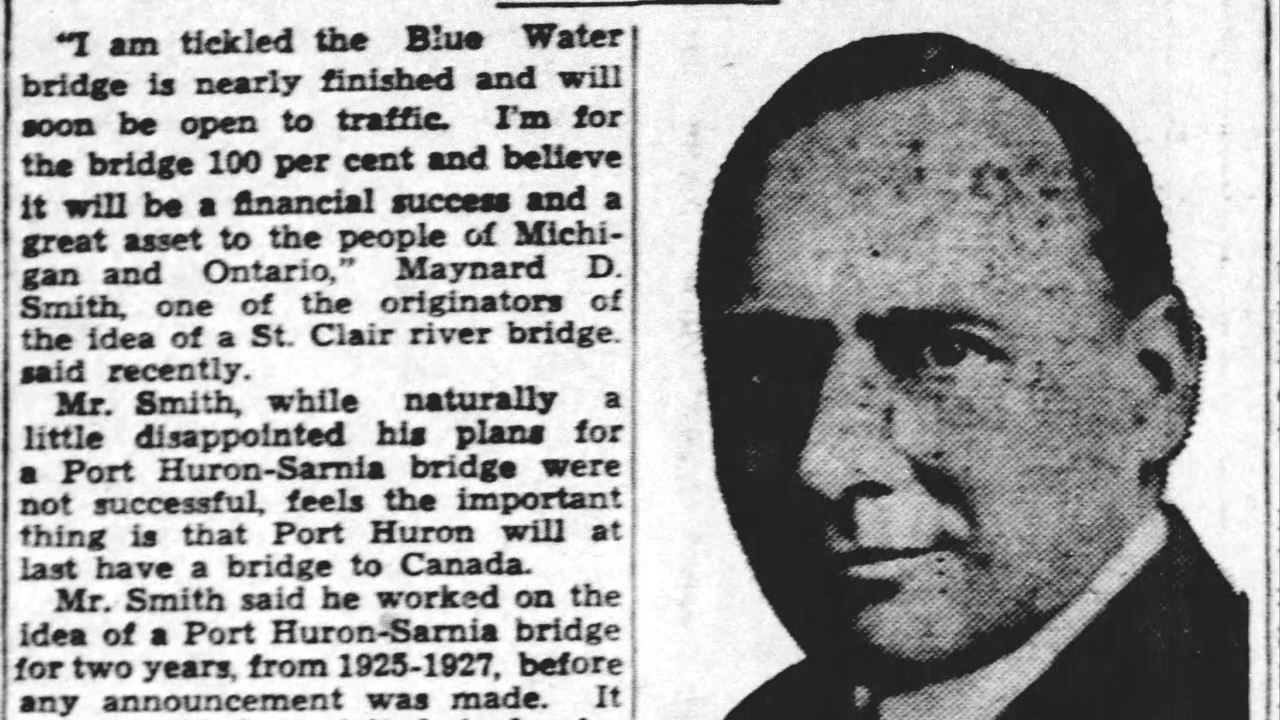 "I am tickled the Blue Water
bridge is nearly finished and will
soon be open to traffic. I'm for
the bridge 100 per cent and believe
it will be a financial success and a
great asset to the people of Michi-
gan and Ontario," Maynard D.
Smith, one of the originators of
the idea of a St. Clair river bridge.
said recently.
Mr. Smith, while naturally a
little disappointed his plans for
a Port Huron-Sarnia bridge were
not successful, feels the important
thing is that Port Huron will at
last have a bridge to Canada.
Mr. Smith said he worked on the
idea of a Port Huron-Sarnia bridge
for two years, from 1925-1927, before
any announcement was made. It